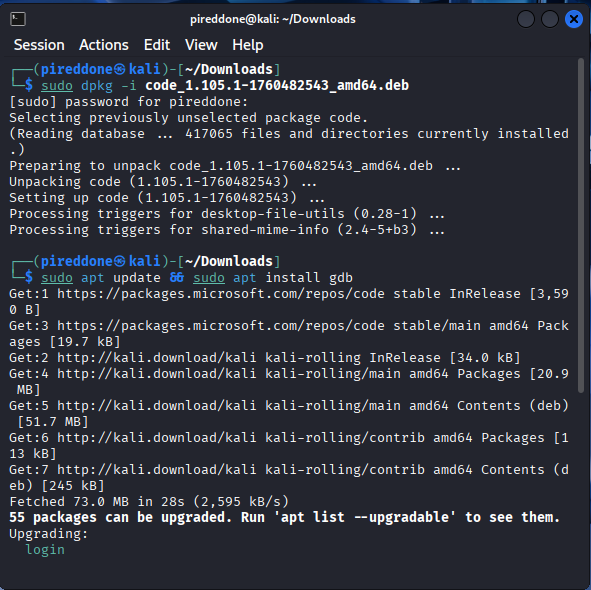 pireddone@kali: ~/Downloads
Session Actions Edit View Help
┌──(pireddone㉿kali)-[~/Downloads]
└─$ sudo dpkg -i code_1.105.1-1760482543_amd64.deb
[sudo] password for pireddone:
Selecting previously unselected package code.
(Reading database ... 417065 files and directories currently installed
.)
Preparing to unpack code_1.105.1-1760482543_amd64.deb ...
Unpacking code (1.105.1-1760482543) ...
Setting up code (1.105.1-1760482543) ...
Processing triggers for desktop-file-utils (0.28-1) ...
Processing triggers for shared-mime-info (2.4-5+b3) ...
┌──(pireddone㉿kali)-[~/Downloads]
└─$ sudo apt update && sudo apt install gdb
Get:1 https://packages.microsoft.com/repos/code stable InRelease [3,59
0 B]
Get:3 https://packages.microsoft.com/repos/code stable/main amd64 Pack
ages [19.7 kB]
Get:2 http://kali.download/kali kali-rolling InRelease [34.0 kB]
Get:4 http://kali.download/kali kali-rolling/main amd64 Packages [20.9
 MB]
Get:5 http://kali.download/kali kali-rolling/main amd64 Contents (deb)
 [51.7 MB]
Get:6 http://kali.download/kali kali-rolling/contrib amd64 Packages [1
13 kB]
Get:7 http://kali.download/kali kali-rolling/contrib amd64 Contents (d
eb) [245 kB]
Fetched 73.0 MB in 28s (2,595 kB/s)
55 packages can be upgraded. Run 'apt list --upgradable' to see them.
Upgrading:
  login